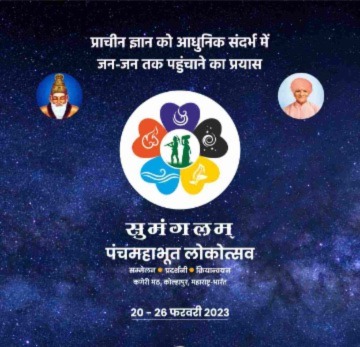 प्राचीन ज्ञान को आधुनिक संदर्भ में
जन-जन तक पहुंचाने का प्रयास
सुमंगलम्
पंचमहाभूत लोकोत्सव
सम्मेलन प्रदर्शनी क्रियान्वयन
कणेरी मठ, कोल्हापुर, महाराष्ट्र-भारत
20 - 26 फरवरी 2023